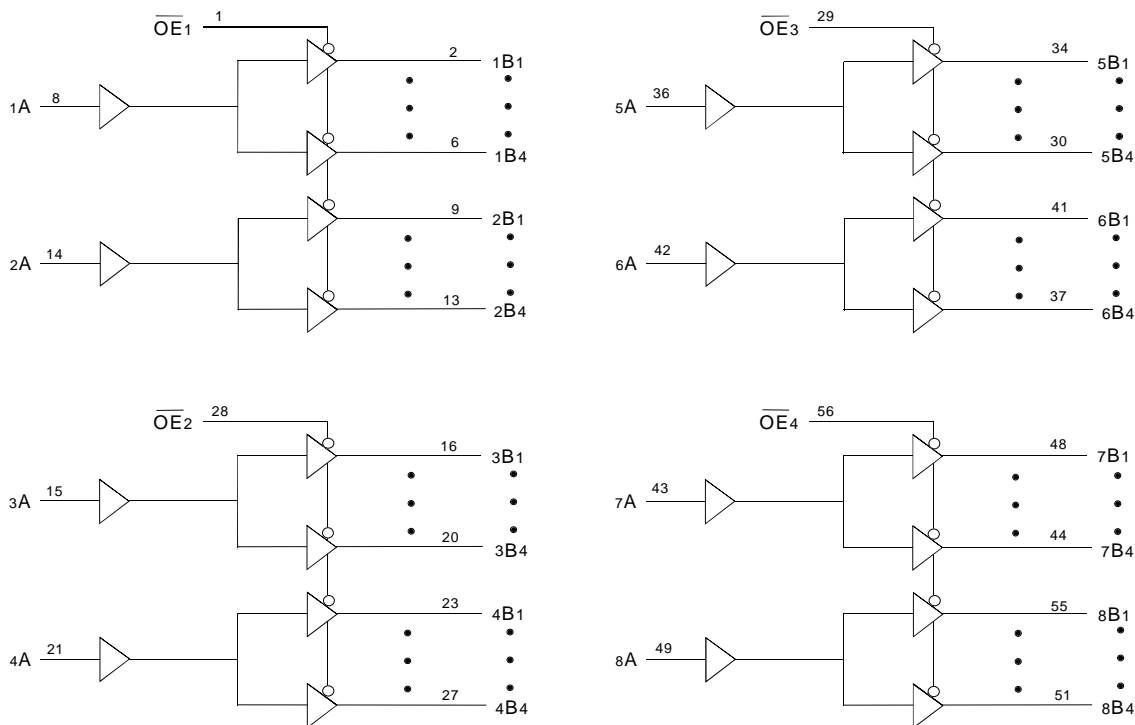 OE1 1
1A 8
2 1B1
6 1B4
2A 14
9 2B1
13 2B4
OE3 29
5A 36
34 5B1
30 5B4
6A 42
41 6B1
37 6B4
OE2 28
3A 15
16 3B1
20 3B4
4A 21
23 4B1
27 4B4
OE4 56
7A 43
48 7B1
44 7B4
8A 49
55 8B1
51 8B4